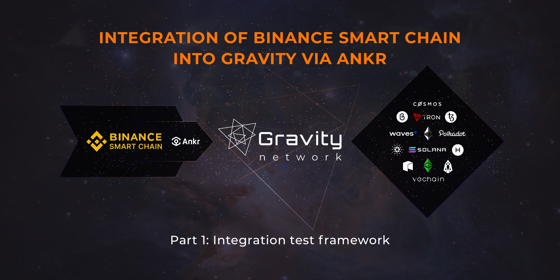 INTEGRATION OF BINANCE SMART CHAIN
INTO GRAVITY VIA ANKR
BINANCE
SMART CHAIN
Ankr
Gravity
network
COSMOS
TRON
waves
Polkadot
SOLANA
vechain
Part 1: Integration test framework